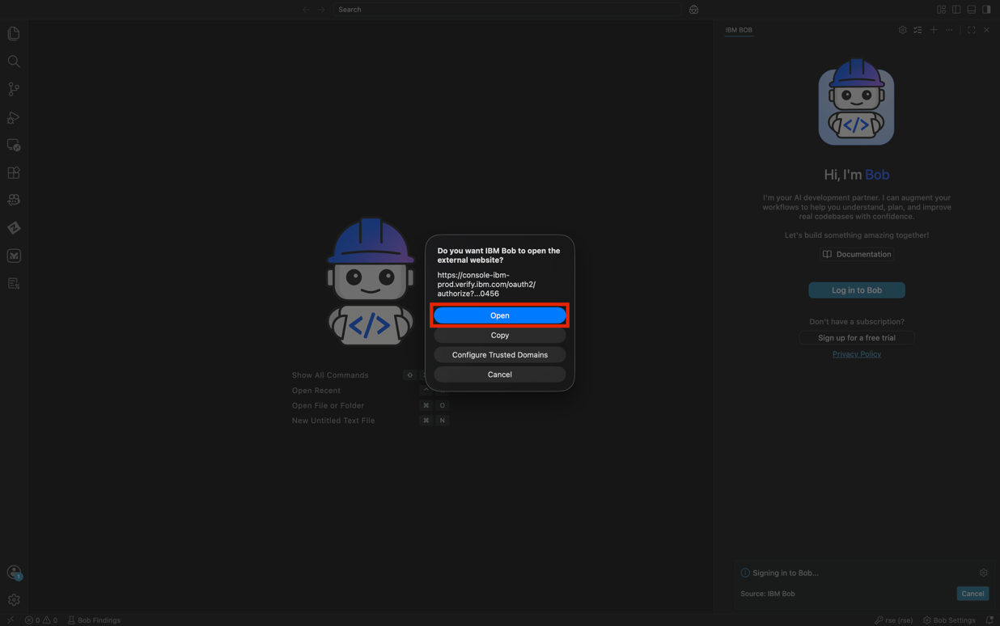 Search
IBM BOB
Hi, I'm Bob
I'm your AI development partner. I can augment your
workflows to help you understand, plan, and improve
real codebases with confidence.
Let's build something amazing together!
Documentation
Log in to Bob
Don't have a subscription?
Sign up for a free trial
Privacy Policy
Do you want IBM Bob to open the
external website?
https://console-ibm-
prod.verify.ibm.com/oauth2/
authorize?...0456
Open
Copy
Configure Trusted Domains
Cancel
</>
</>
Show All Commands
Open Recent
Open File or Folder ⌘ O
New Untitled Text File ⌘ N
Signing in to Bob...
Source: IBM Bob
Cancel
1
0 0 Bob Findings
rse (rse) Bob Settings